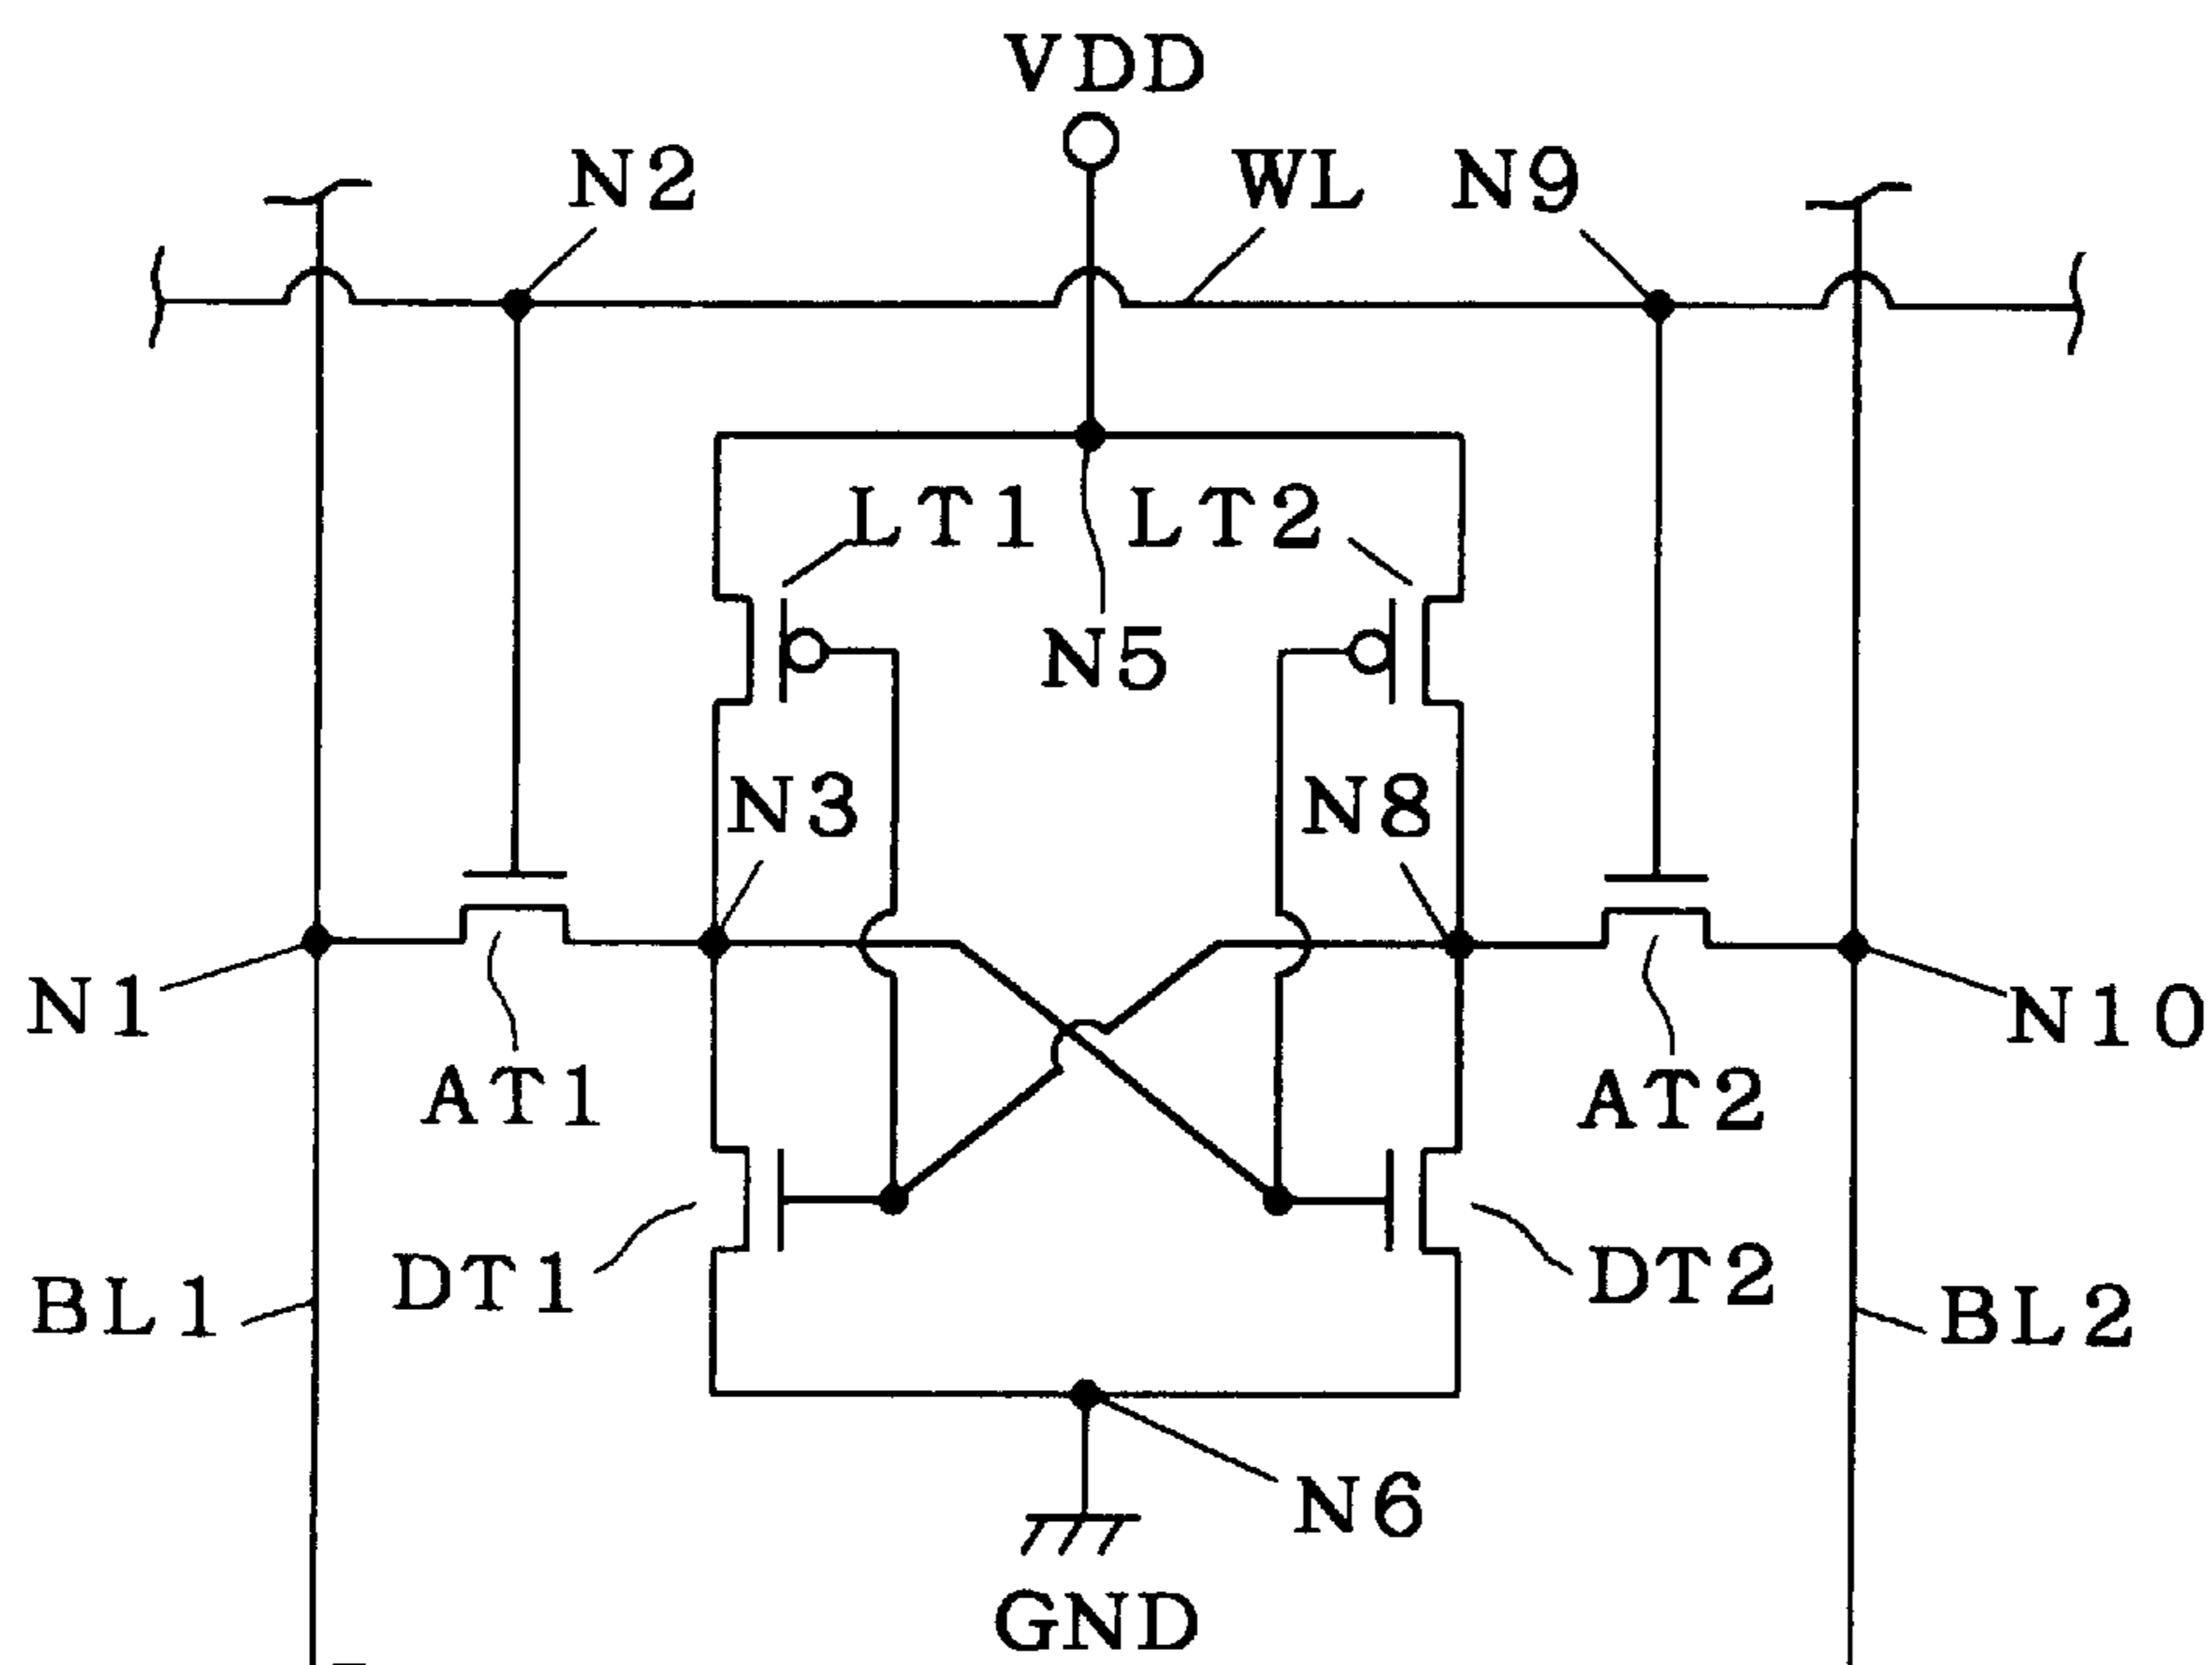 VDD
N2
WL
N9
LT1
LT2
N5
N3
N8
N1
N10
AT1
AT2
DT1
DT2
BL1
BL2
N6
GND